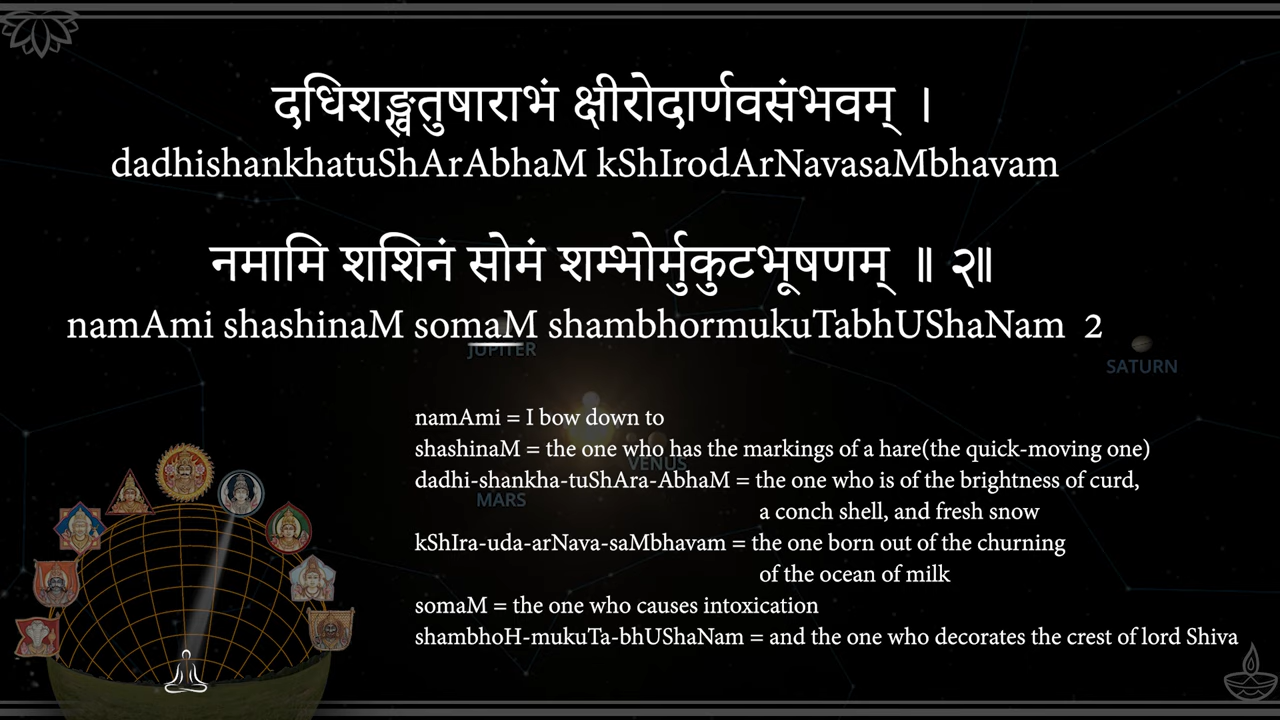 दधिशङ्खतुषाराभं क्षीरोदार्णवसंभवम् ।
dadhishankhatuShArAbhaM kShIrodArNavasaMbhavam
नमामि शशिनं सोमं शम्भोर्मुकुटभूषणम् ॥ २॥
namAmi shashinaM somaM shambhormukuTabhUShaNam 2
JUPITER
SATURN
namAmi = I bow down to
shashinaM = the one who has the markings of a hare(the quick-moving one)
VENUS
dadhi-shankha-tuShAra-AbhaM = the one who is of the brightness of curd,
MARS
a conch shell, and fresh snow
kShIra-uda-arNava-saMbhavam = the one born out of the churning
of the ocean of milk
somaM = the one who causes intoxication
shambhoH-mukuTa-bhUShaNam = and the one who decorates the crest of lord Shiva